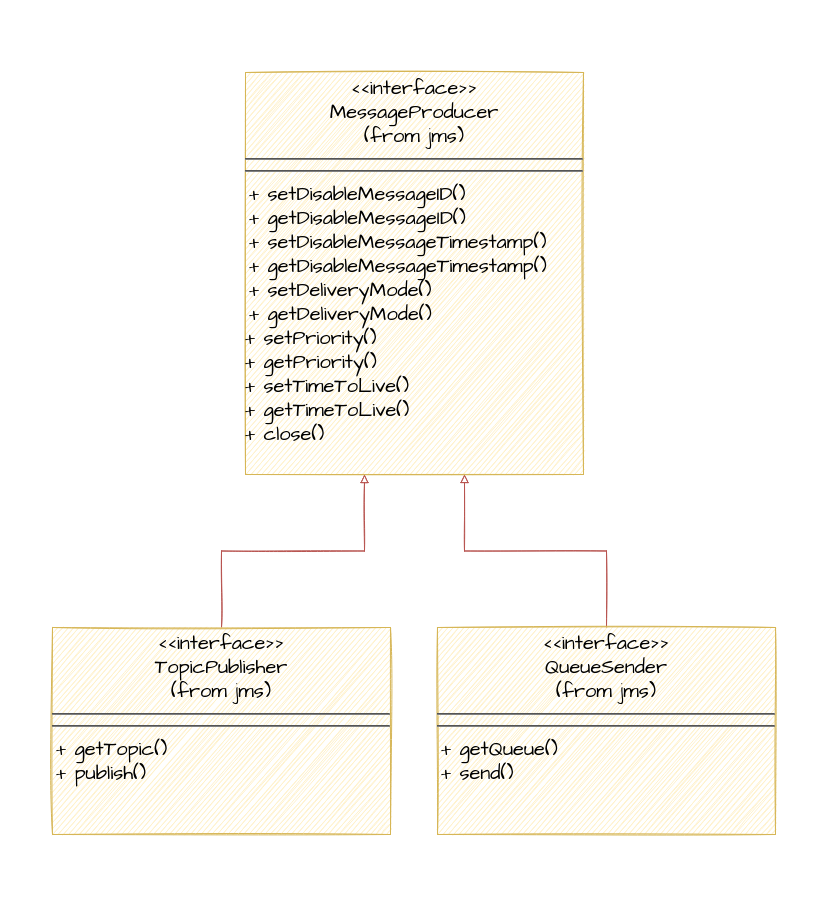 <<interface>>
MessageProducer
(from jms)
+ setDisableMessageID()
+ getDisableMessageID()
+ setDisableMessageTimestamp()
+ getDisableMessageTimestamp()
+ setDeliveryMode()
+ getDeliveryMode()
+ setPriority()
+ getPriority()
+ setTimeToLive()
+ getTimeToLive()
+ close()
<<interface>>
TopicPublisher
(from jms)
+ getTopic()
+ publish()
<<interface>>
QueueSender
(from jms)
+ getQueue()
+ send()